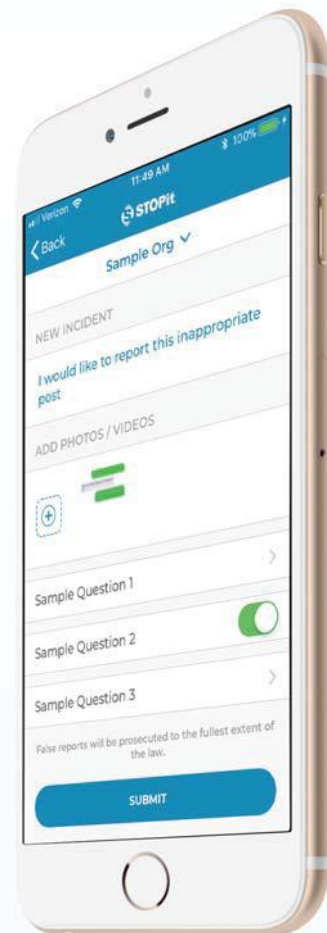 Verizon
11:49 AM
100%
Back
STOPit
Sample Org
NEW INCIDENT
I would like to report this inappropriate
post
ADD PHOTOS / VIDEOS
Sample Question 1
Sample Question 2
Sample Question 3
False reports will be prosecuted to the fullest extent of
the law.
SUBMIT